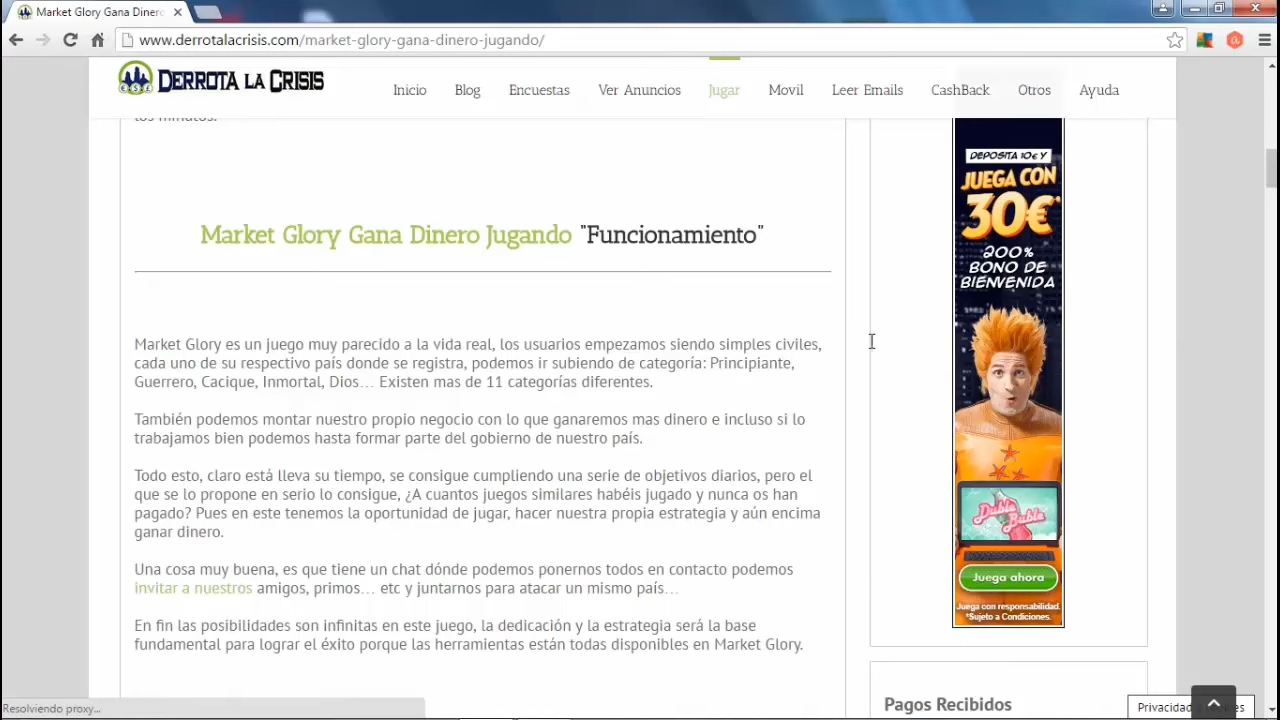 Market Glory Gana Dinero
www.derrotalacrisis.com/market-glory-gana-dinero-jugando/
DERROTA LA CRISIS
Inicio Blog Encuestas Ver Anuncios Jugar Movil Leer Emails CashBack Otros Ayuda
los minutos.
Market Glory Gana Dinero Jugando "Funcionamiento"
Market Glory es un juego muy parecido a la vida real, los usuarios empezamos siendo simples civiles,
cada uno de su respectivo país donde se registra, podemos ir subiendo de categoría: Principiante,
Guerrero, Cacique, Inmortal, Dios... Existen mas de 11 categorías diferentes.
También podemos montar nuestro propio negocio con lo que ganaremos mas dinero e incluso si lo
trabajamos bien podemos hasta formar parte del gobierno de nuestro país.
Todo esto, claro está lleva su tiempo, se consigue cumpliendo una serie de objetivos diarios, pero el
que se lo propone en serio lo consigue, ¿A cuantos juegos similares habéis jugado y nunca os han
pagado? Pues en este tenemos la oportunidad de jugar, hacer nuestra propia estrategia y aún encima
ganar dinero.
Una cosa muy buena, es que tiene un chat dónde podemos ponernos todos en contacto podemos
invitar a nuestros amigos, primos... etc y juntarnos para atacar un mismo país...
En fin las posibilidades son infinitas en este juego, la dedicación y la estrategia será la base
fundamental para lograr el éxito porque las herramientas están todas disponibles en Market Glory.
DEPOSITA 10€ Y
JUEGA CON
30€*
200%
BONO DE
BIENVENIDA
Duble
Buble
Juega ahora
Juega con responsabilidad.
*Sujeto a Condiciones.
Pagos Recibidos
Privacidad
Resolviendo proxy...